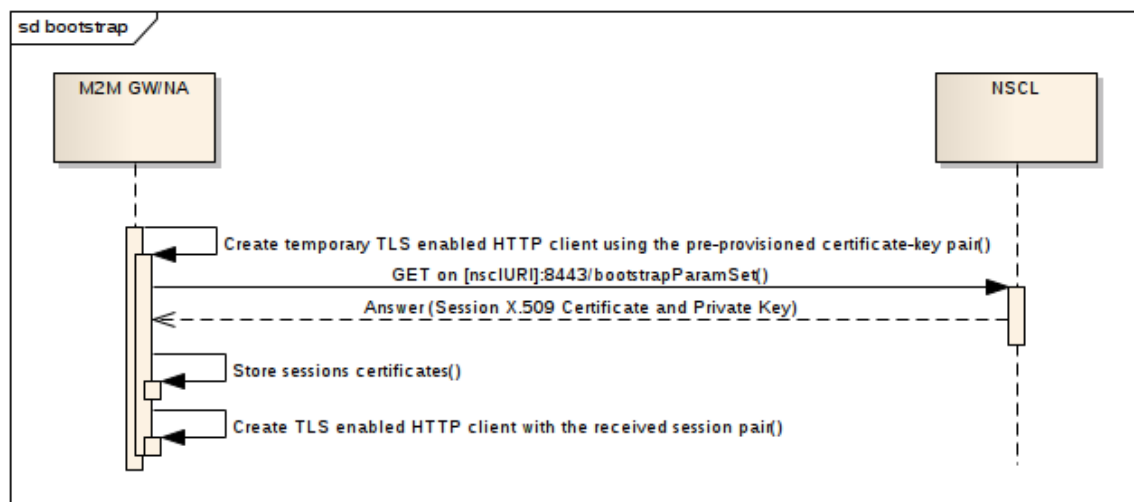 sd bootstrap
M2M GW/NA
NSCL
Create temporary TLS enabled HTTP client using the pre-provisioned certificate-key pair()
GET on [nsclURI]:8443/bootstrapParamSet()
Answer (Session X.509 Certificate and Private Key)
Store sessions certificates()
Create TLS enabled HTTP client with the received session pair()